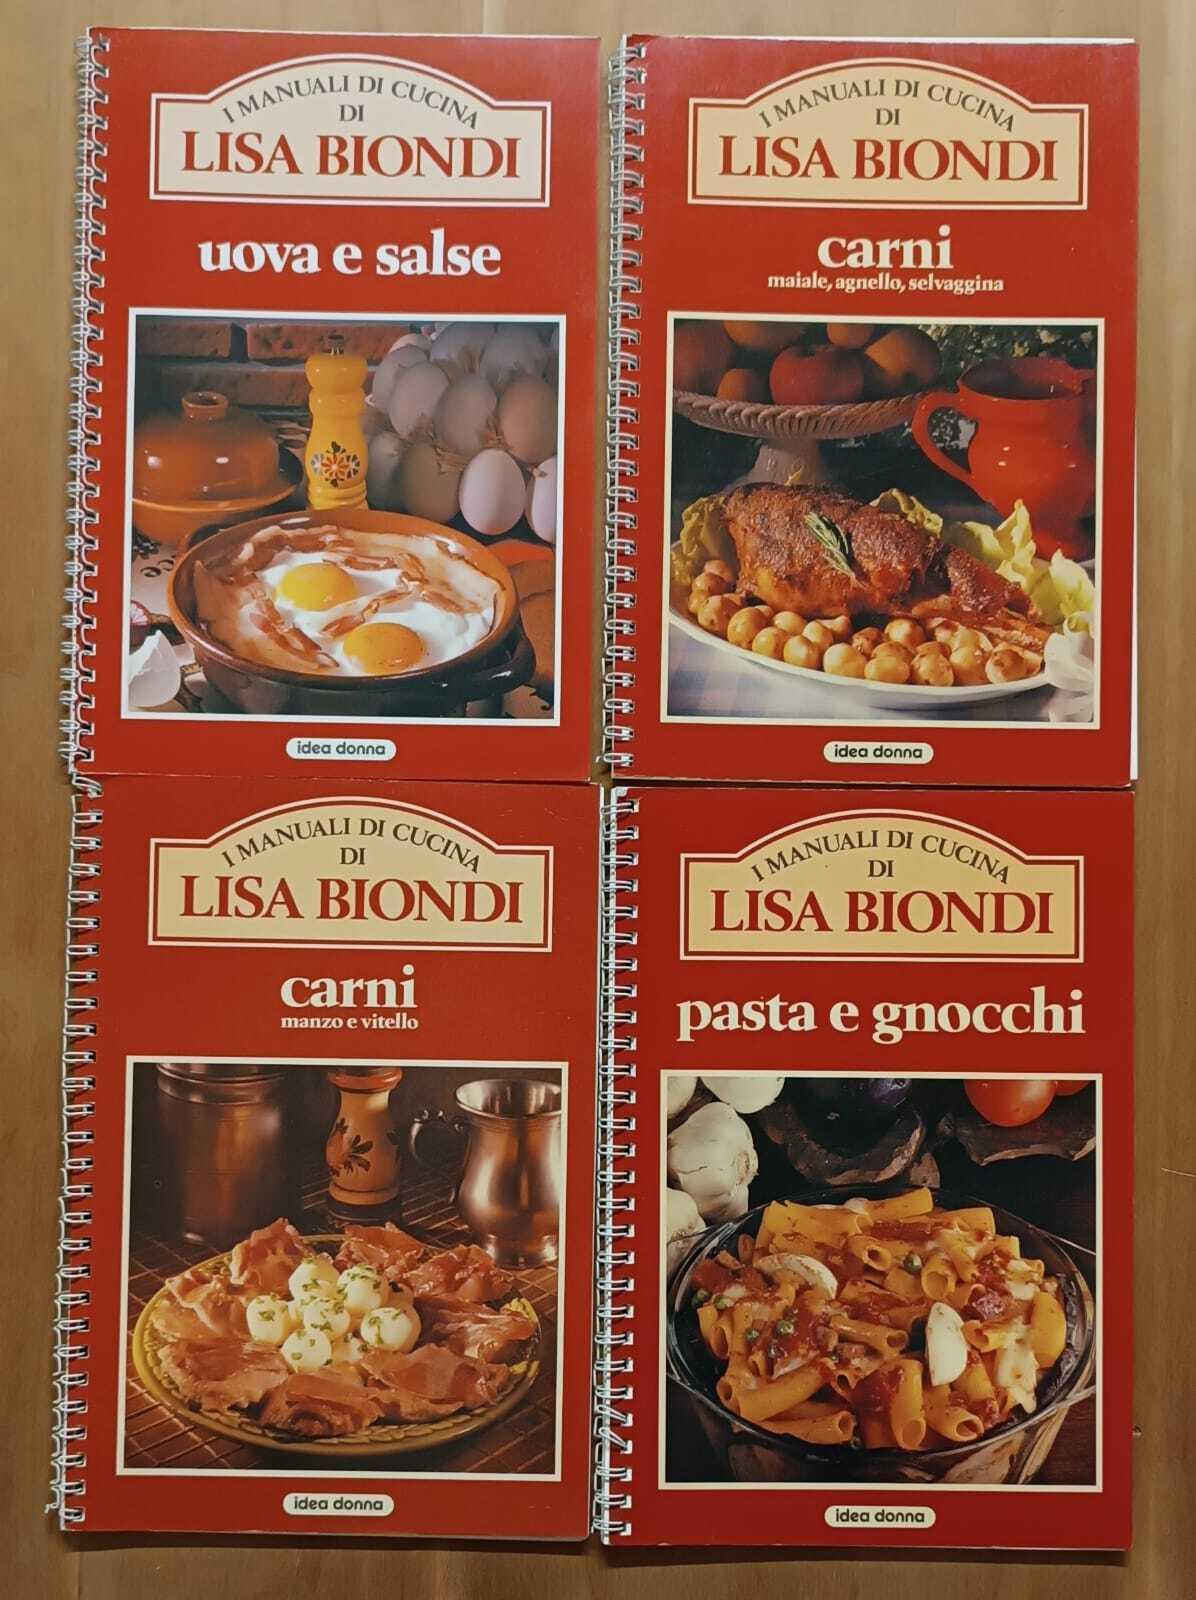 I MANUALI DI CUCINA
DI
LISA BIONDI
uova e salse
idea donna
I MANUALI DI CUCINA
DI
LISA BIONDI
carni
maiale, agnello, selvaggina
idea donna
I MANUALI DI CUCINA
DI
LISA BIONDI
carni
manzo e vitello
idea donna
I MANUALI DI CUCINA
DI
LISA BIONDI
pasta e gnocchi
idea donna